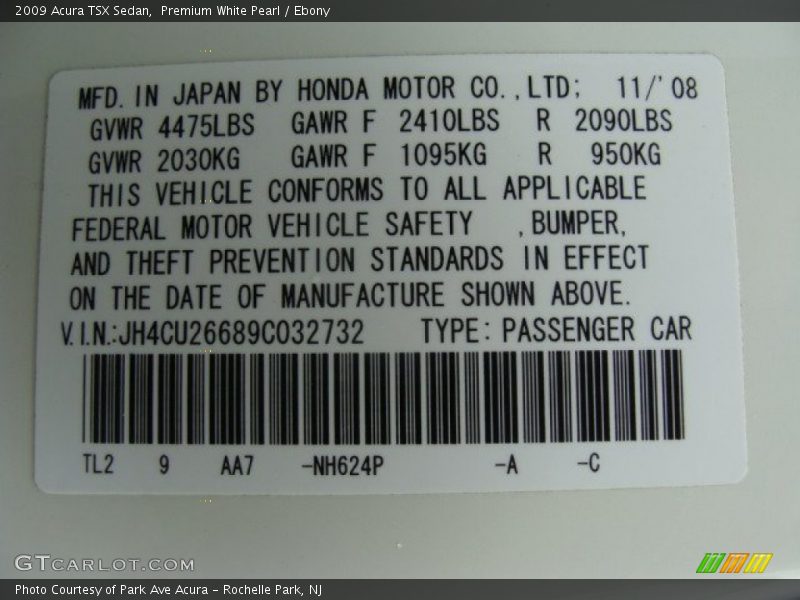 2009 Acura TSX Sedan,  Premium White Pearl / Ebony
MFD. IN JAPAN BY HONDA MOTOR CO.,LTD; 11/'08
GVWR 4475LBS GAWR F 2410LBS R 2090LBS
GVWR 2030KG GAWR F 1095KG R 950KG
THIS VEHICLE CONFORMS TO ALL APPLICABLE
FEDERAL MOTOR VEHICLE SAFETY ,BUMPER,
AND THEFT PREVENTION STANDARDS IN EFFECT
ON THE DATE OF MANUFACTURE SHOWN ABOVE.
V.I.N.:JH4CU26689C032732 TYPE: PASSENGER CAR
TL2 9 AA7 -NH624P -A -C
GTCARLOT.COM
Photo Courtesy of Park Ave Acura - Rochelle Park, NJ